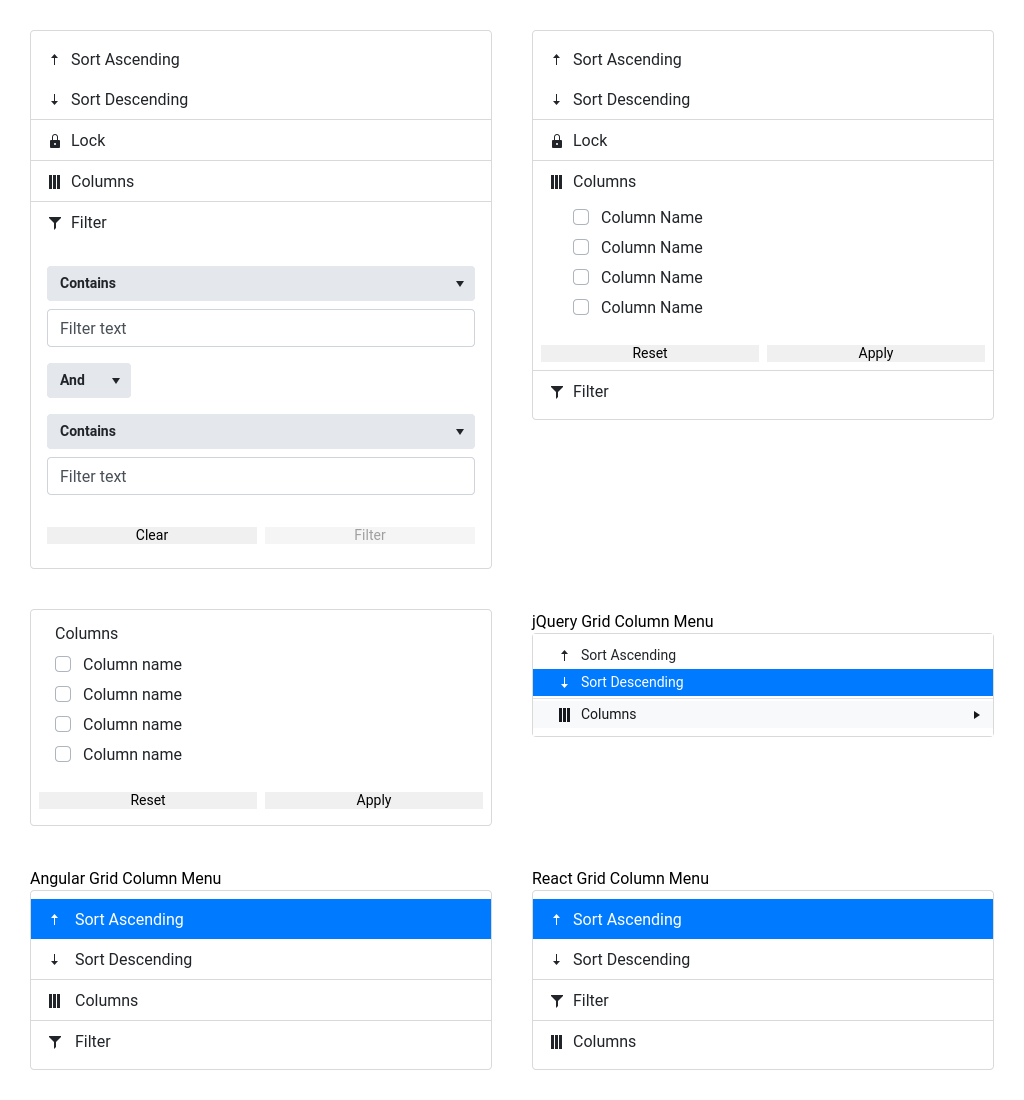 Sort Ascending
Sort Descending
Lock
Columns
Filter
Contains
Filter text
And
Contains
Filter text
Clear
Filter
Sort Ascending
Sort Descending
Lock
Columns
Column Name
Column Name
Column Name
Column Name
Reset
Apply
Filter
Columns
Column name
Column name
Column name
Column name
Reset
Apply
jQuery Grid Column Menu
Sort Ascending
Sort Descending
Columns
Angular Grid Column Menu
Sort Ascending
Sort Descending
Columns
Filter
React Grid Column Menu
Sort Ascending
Sort Descending
Filter
Columns